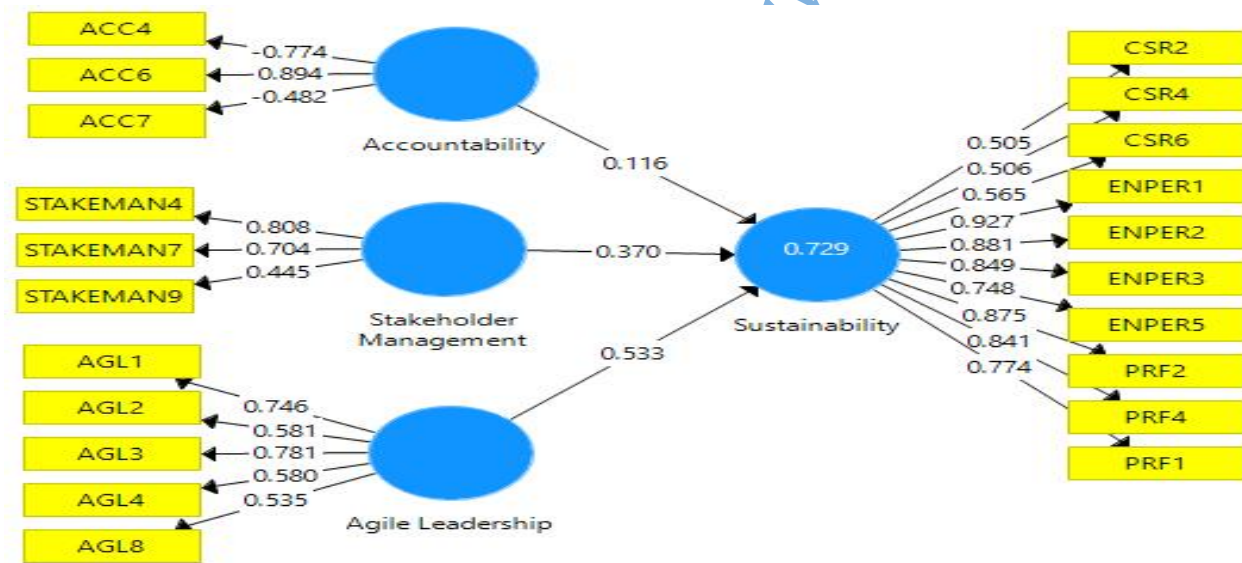 ACC4
ACC6
ACC7
-0.774
0.894
-0.482
Accountability
0.116
STAKEMAN4
STAKEMAN7
STAKEMAN9
0.808
0.704
0.445
Stakeholder
Management
0.370
AGL1
AGL2
AGL3
AGL4
AGL8
0.746
0.581
0.781
0.580
0.535
Agile Leadership
0.533
0.729
Sustainability
0.505
0.506
0.565
0.927
0.881
0.849
0.748
0.875
0.841
0.774
CSR2
CSR4
CSR6
ENPER1
ENPER2
ENPER3
ENPER5
PRF2
PRF4
PRF1